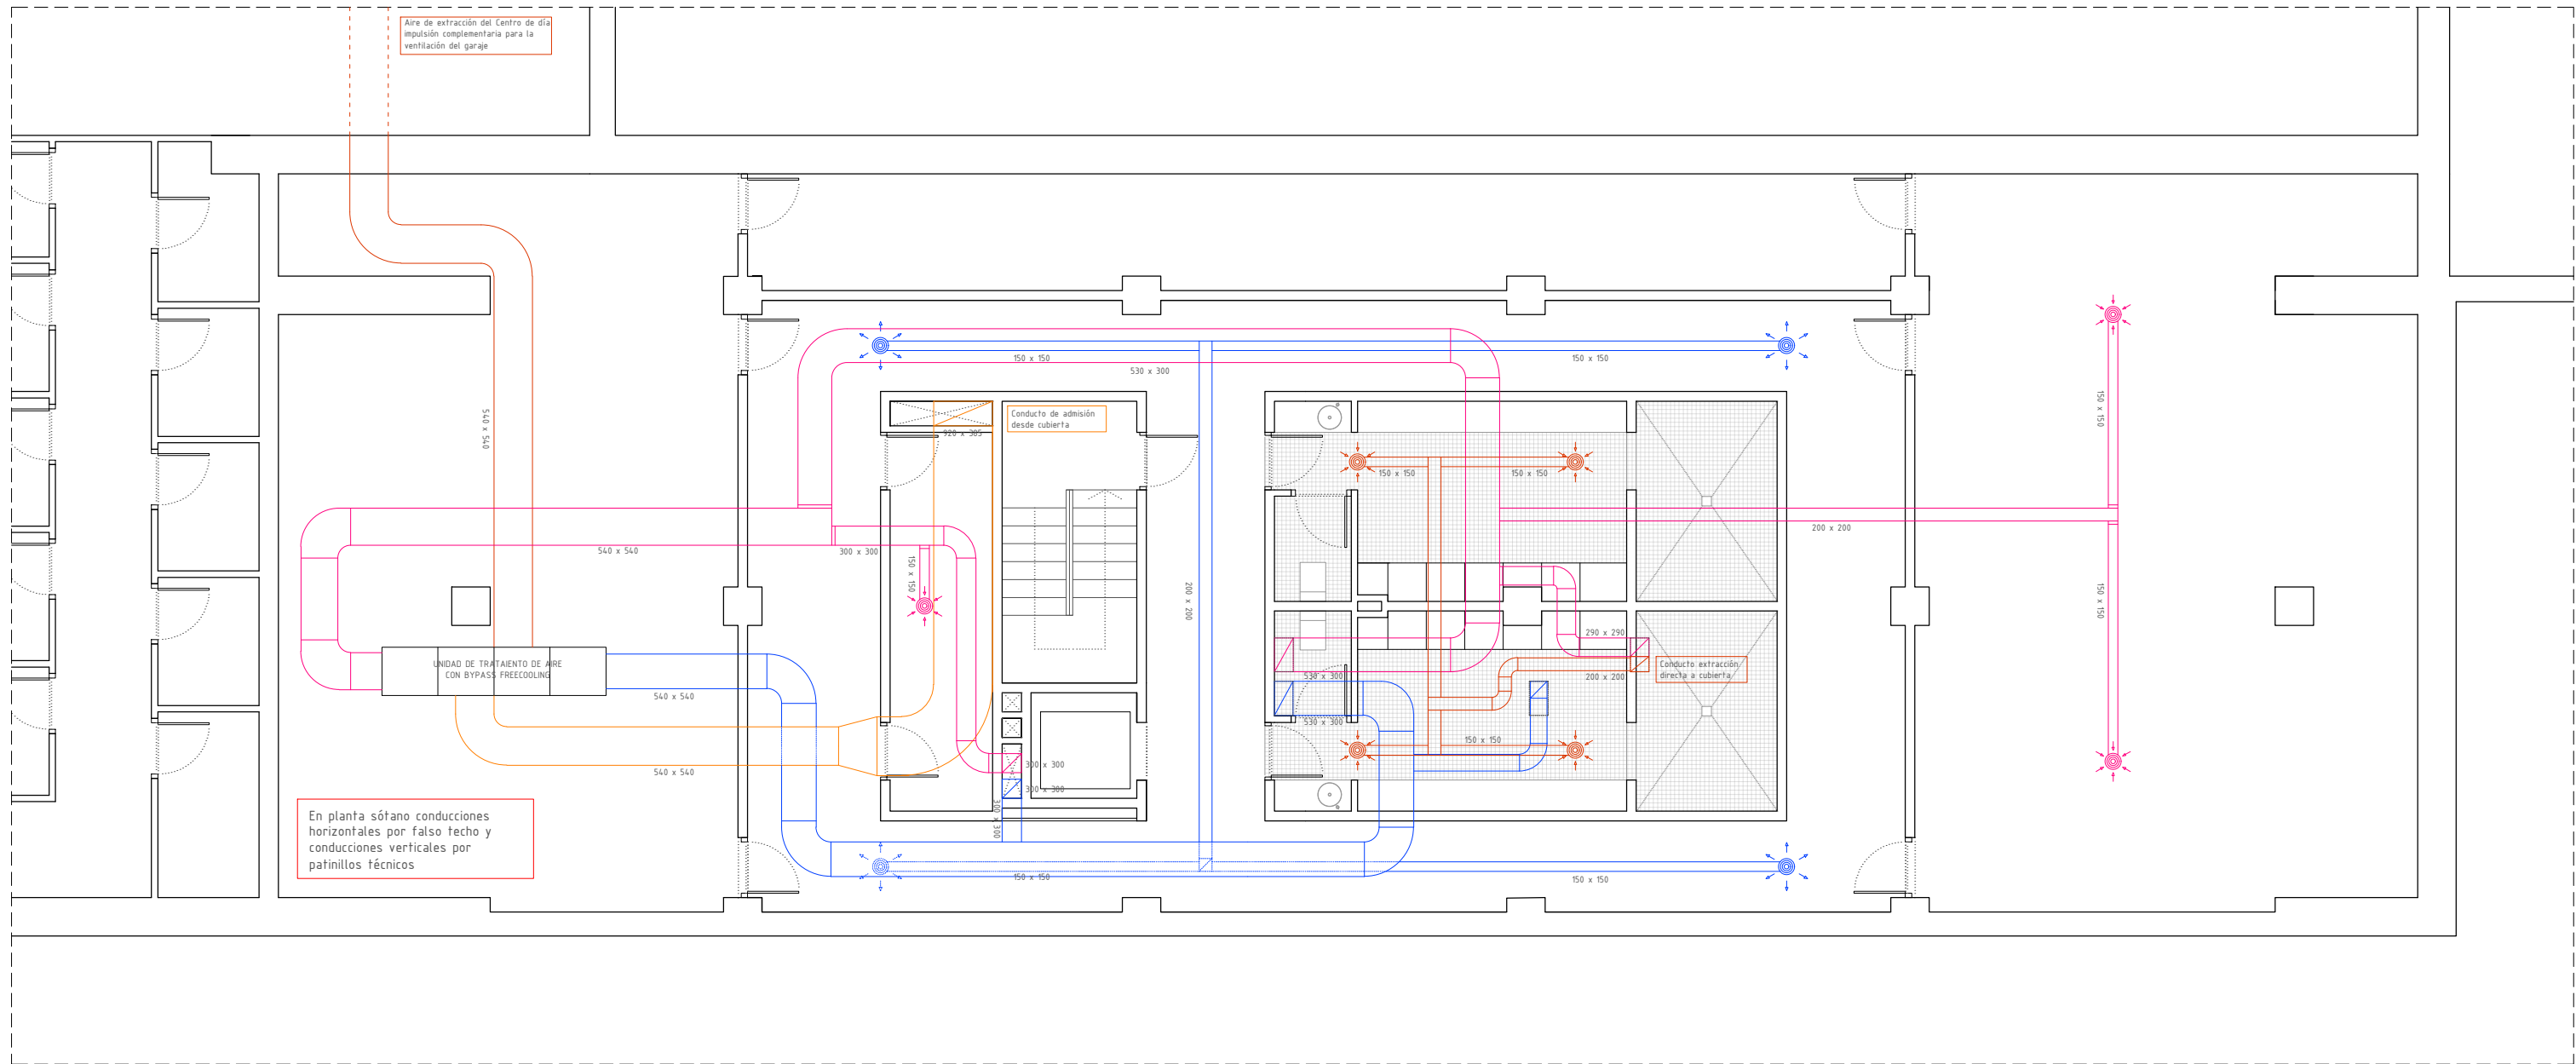 Aire de extracción del Centro de día
impulsión complementaria para la
ventilación del garaje
150 x 150
150 x 150
530 x 300
540 x 540
Conducto de admisión
desde cubierta
920 x 305
150 x 150
150 x 150
150 x 150
200 x 200
540 x 540
300 x 300
150 x 150
200 x 200
150 x 150
290 x 290
UNIDAD DE TRATAIENTO DE AIRE
CON BYPASS FREECOOLING
Conducto extracción
directa a cubierta
530 x 300
200 x 200
540 x 540
530 x 300
150 x 150
540 x 540
300 x 300
300 x 300
300 x 300
En planta sótano conducciones
horizontales por falso techo y
conducciones verticales por
patinillos técnicos
150 x 150
150 x 150